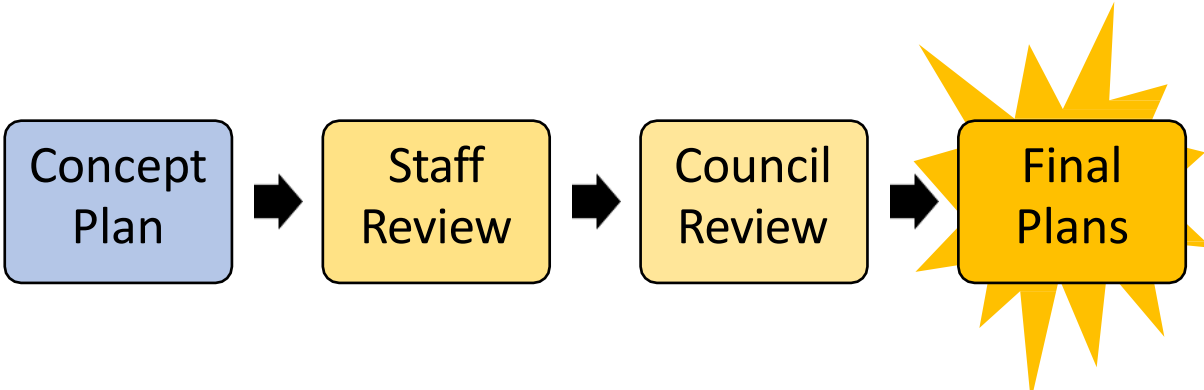 Concept
Plan
Staff
Review
Council
Review
Final
Plans